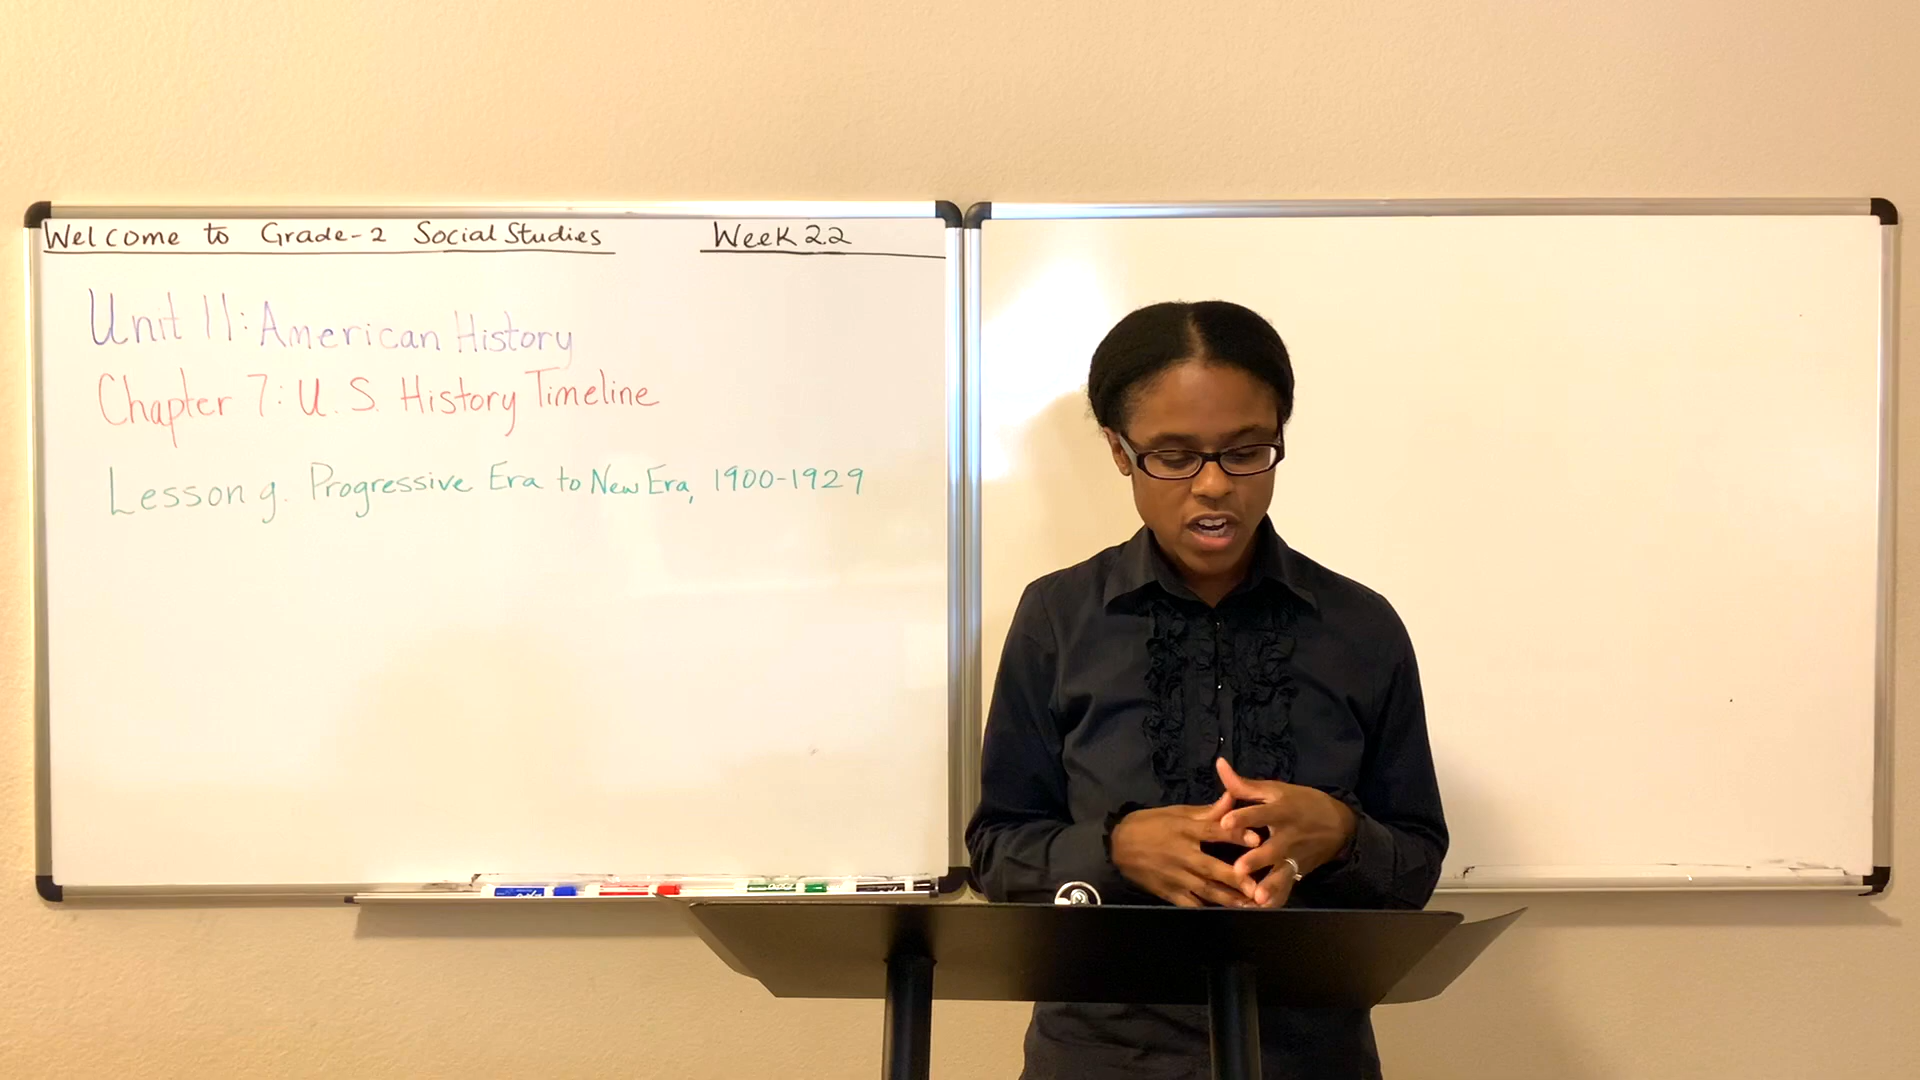 Welcome to Grade-2 Social Studies Week 22
Unit 11: American History
Chapter 7: U.S. History Timeline
Lesson 9. Progressive Era to New Era, 1900-1929